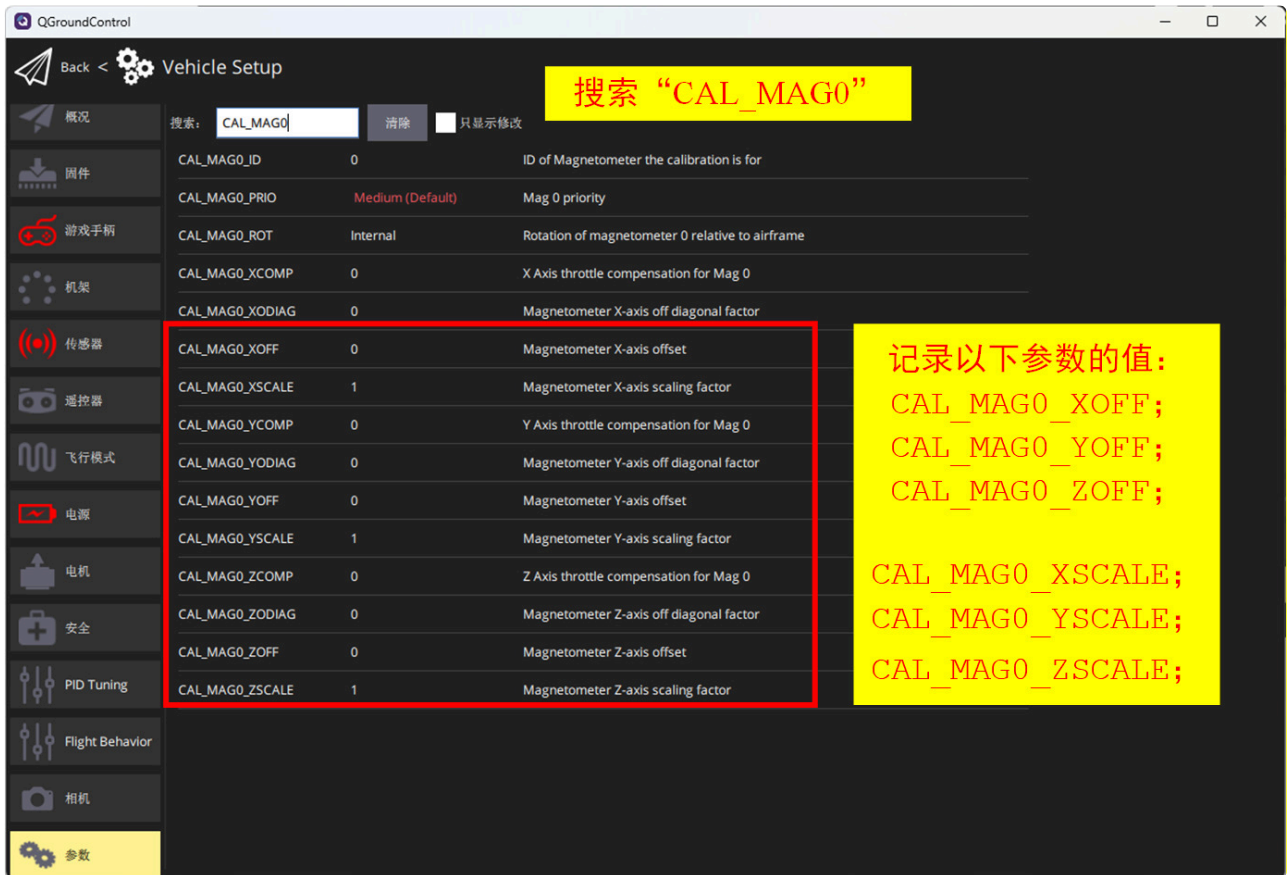 QGroundControl
Back < Vehicle Setup
搜索“CAL_MAG0”
概况
搜索： CAL_MAG0 清除 只显示修改
CAL_MAG0_ID 0 ID of Magnetometer the calibration is for
固件
CAL_MAG0_PRIO Medium (Default) Mag 0 priority
游戏手柄
CAL_MAG0_ROT Internal Rotation of magnetometer 0 relative to airframe
CAL_MAG0_XCOMP 0 X Axis throttle compensation for Mag 0
机架
CAL_MAG0_XODIAG 0 Magnetometer X-axis off diagonal factor
传感器
CAL_MAG0_XOFF 0 Magnetometer X-axis offset
CAL_MAG0_XSCALE 1 Magnetometer X-axis scaling factor
遥控器
CAL_MAG0_YCOMP 0 Y Axis throttle compensation for Mag 0
飞行模式
CAL_MAG0_YODIAG 0 Magnetometer Y-axis off diagonal factor
CAL_MAG0_YOFF 0 Magnetometer Y-axis offset
电源
CAL_MAG0_YSCALE 1 Magnetometer Y-axis scaling factor
电机
CAL_MAG0_ZCOMP 0 Z Axis throttle compensation for Mag 0
CAL_MAG0_ZODIAG 0 Magnetometer Z-axis off diagonal factor
安全
CAL_MAG0_ZOFF 0 Magnetometer Z-axis offset
PID Tuning
CAL_MAG0_ZSCALE 1 Magnetometer Z-axis scaling factor
Flight Behavior
相机
参数
记录以下参数的值：
CAL_MAG0_XOFF；
CAL_MAG0_YOFF；
CAL_MAG0_ZOFF；
CAL_MAG0_XSCALE；
CAL_MAG0_YSCALE；
CAL_MAG0_ZSCALE；